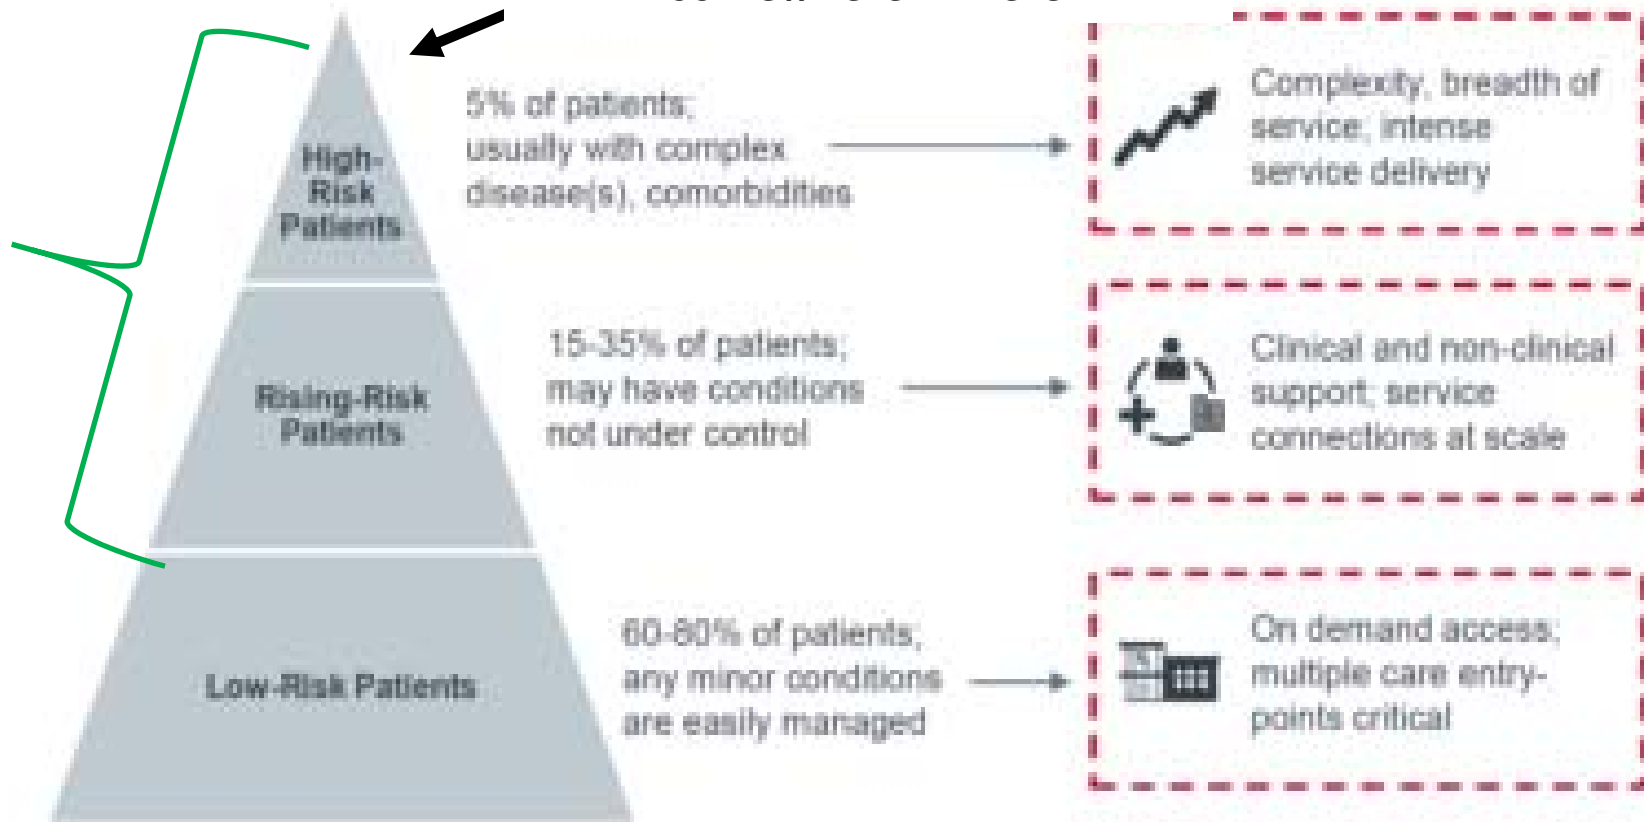 5% of patients;
usually with complex
disease(s), comorbidities
High-
Risk
Patients
Complexity, breadth of
service; intense
service delivery
15-35% of patients;
may have conditions
not under control
Rising-Risk
Patients
Clinical and non-clinical
support; service
connections at scale
60-80% of patients,
any minor conditions
are easily managed
Low-Risk Patients
On demand access;
multiple care entry-
points critical